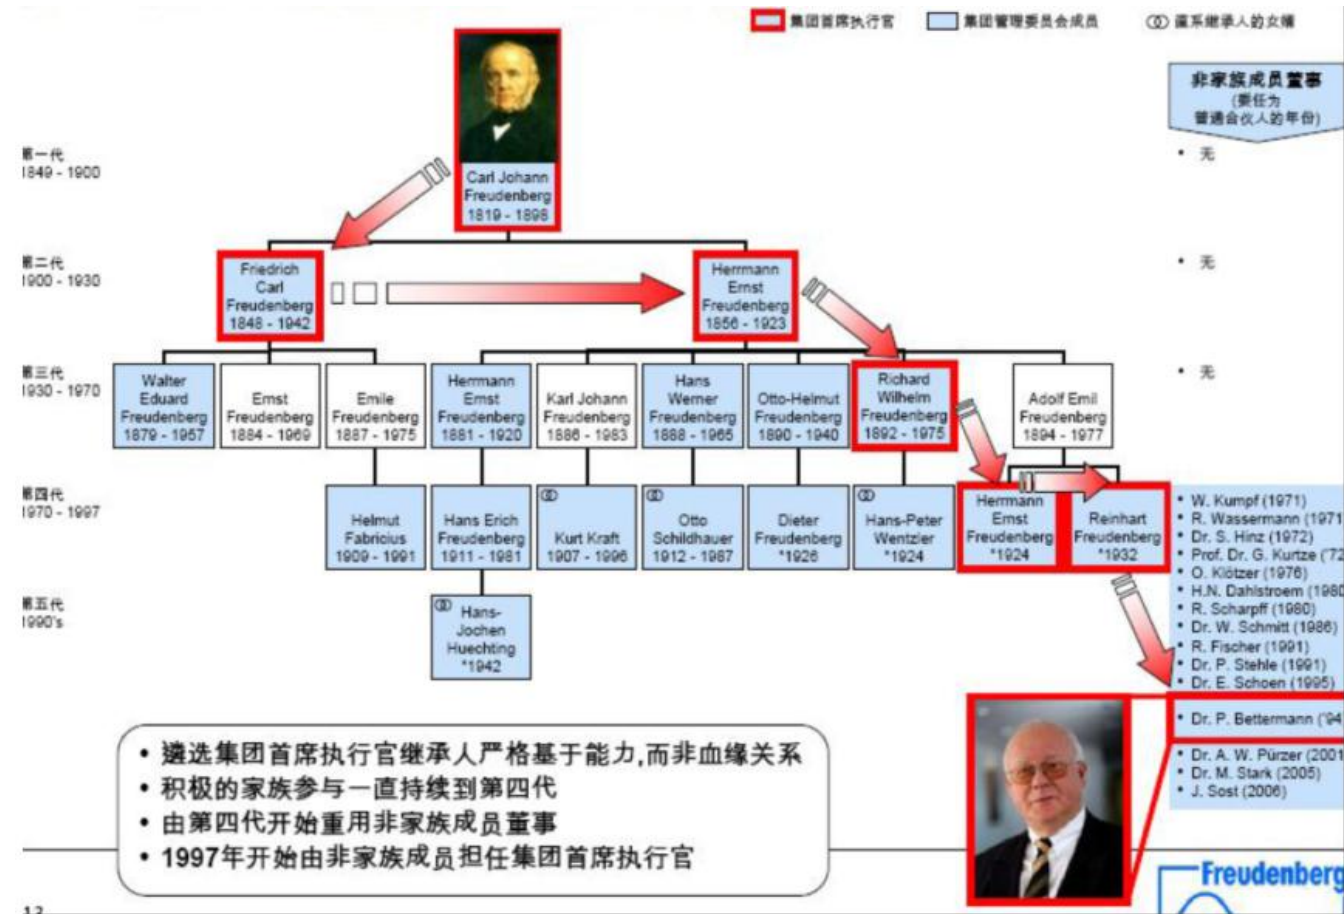 集团首席执行官
集团管理委员会成员
直系继承人的女婿
非家族成员董事
(委任为
普通合伙人的年份)
第一代
1849 - 1900
Carl Johann
Freudenberg
1819 - 1898
• 无
第二代
1900 - 1930
Friedrich
Carl
Freudenberg
1848 - 1942
Herrmann
Ernst
Freudenberg
1856 - 1923
• 无
第三代
1930 - 1970
Walter
Eduard
Freudenberg
1879 - 1957
Ernst
Freudenberg
1884 - 1969
Emile
Freudenberg
1887 - 1975
Herrmann
Ernst
Freudenberg
1881 - 1920
Karl Johann
Freudenberg
1886 - 1983
Hans
Werner
Freudenberg
1888 - 1965
Otto-Helmut
Freudenberg
1890 - 1940
Richard
Wilhelm
Freudenberg
1892 - 1975
Adolf Emil
Freudenberg
1894 - 1977
• 无
第四代
1970 - 1997
Helmut
Fabricius
1909 - 1991
Hans Erich
Freudenberg
1911 - 1981
Kurt Kraft
1907 - 1996
Otto
Schildhauer
1912 - 1987
Dieter
Freudenberg
*1926
Hans-Peter
Wentzler
*1924
Herrmann
Ernst
Freudenberg
*1924
Reinhart
Freudenberg
*1932
• W. Kumpf (1971)
• R. Wassermann (1971
• Dr. S. Hinz (1972)
• Prof. Dr. G. Kurtze ('72
• O. Klötzer (1976)
• H.N. Dahlstroem (1980
• R. Scharpff (1980)
• Dr. W. Schmitt (1986)
• R. Fischer (1991)
• Dr. P. Stehle (1991)
• Dr. E. Schoen (1995)
• Dr. P. Bettermann ('94
• Dr. A. W. Pürzer (2001
• Dr. M. Stark (2005)
• J. Sost (2006)
第五代
1990's
Hans-
Jochen
Huechting
*1942
• 遴选集团首席执行官继承人严格基于能力,而非血缘关系
• 积极的家族参与一直持续到第四代
• 由第四代开始重用非家族成员董事
• 1997年开始由非家族成员担任集团首席执行官
Freudenberg